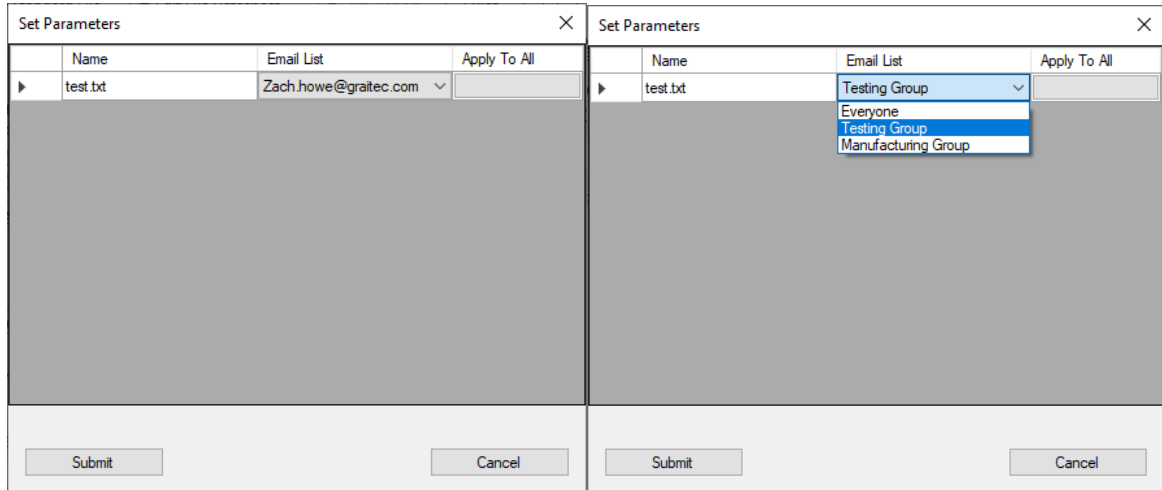 Set Parameters
Name Email List Apply To All
test.txt Zach.howe@graitec.com
Submit Cancel
Set Parameters
Name Email List Apply To All
test.txt Testing Group
Everyone
Testing Group
Manufacturing Group
Submit Cancel